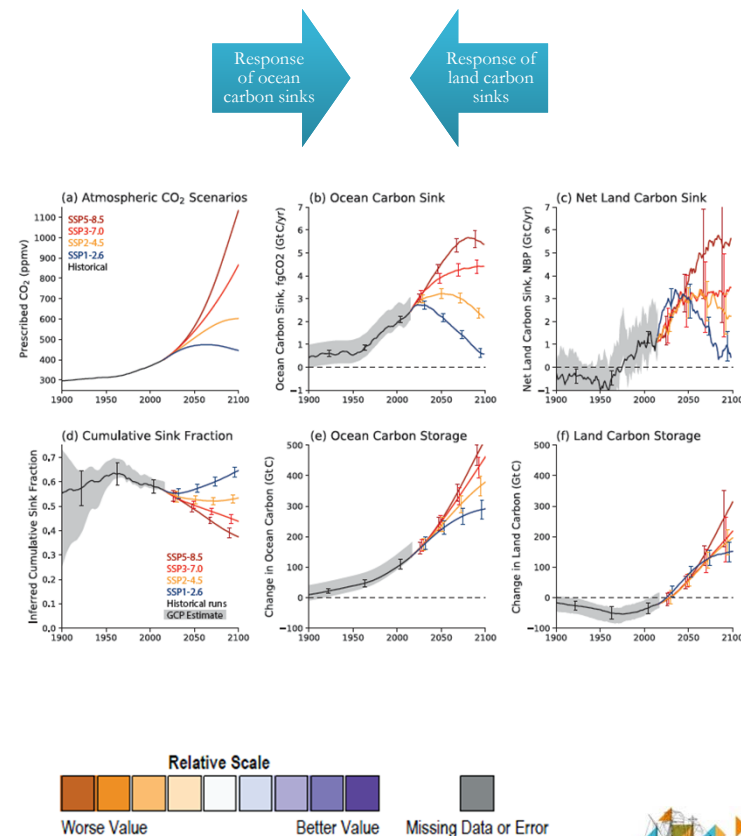 Response
of ocean
carbon sinks
Response of
land carbon
sinks
(a) Atmospheric CO₂ Scenarios
Prescribed CO₂ (ppmv)
1100
1000
900
800
700
600
500
400
300
SSP5-8.5
SSP3-7.0
SSP2-4.5
SSP1-2.6
Historical
1900 1950 2000 2050 2100
(b) Ocean Carbon Sink
Ocean Carbon Sink, fgCO2 (GtC/yr)
7
6
5
4
3
2
1
0
−1
1900 1950 2000 2050 2100
(c) Net Land Carbon Sink
Net Land Carbon Sink, NBP (GtC/yr)
7
6
5
4
3
2
1
0
−1
1900 1950 2000 2050 2100
(d) Cumulative Sink Fraction
Inferred Cumulative Sink Fraction
0,7
0,6
0,5
0,4
0,3
0,2
0,1
0,0
SSP5-8.5
SSP3-7.0
SSP2-4.5
SSP1-2.6
Historical runs
GCP Estimate
1900 1950 2000 2050 2100
(e) Ocean Carbon Storage
Change in Ocean Carbon (GtC)
500
400
300
200
100
0
−100
1900 1950 2000 2050 2100
(f) Land Carbon Storage
Change in Land Carbon (GtC)
500
400
300
200
100
0
−100
1900 1950 2000 2050 2100
Relative Scale
Worse Value Better Value Missing Data or Error